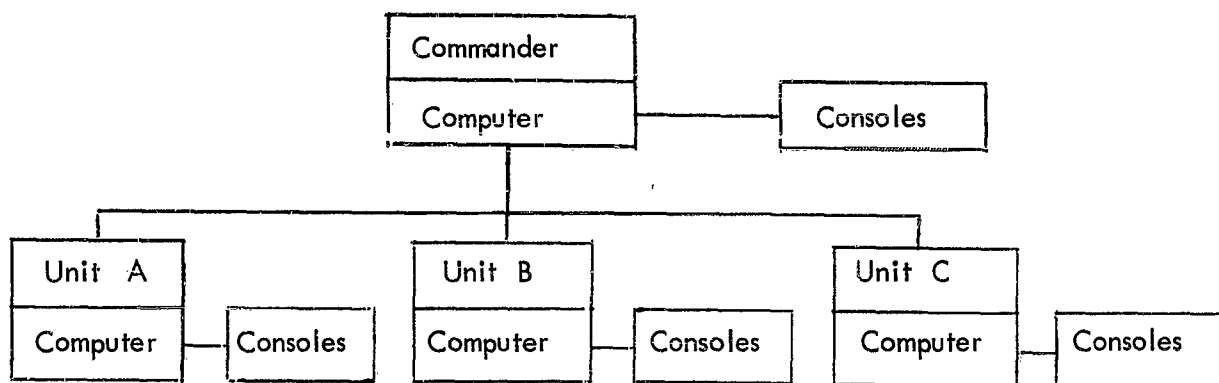 Commander
Computer
Consoles
Unit A
Computer
Consoles
Unit B
Computer
Consoles
Unit C
Computer
Consoles